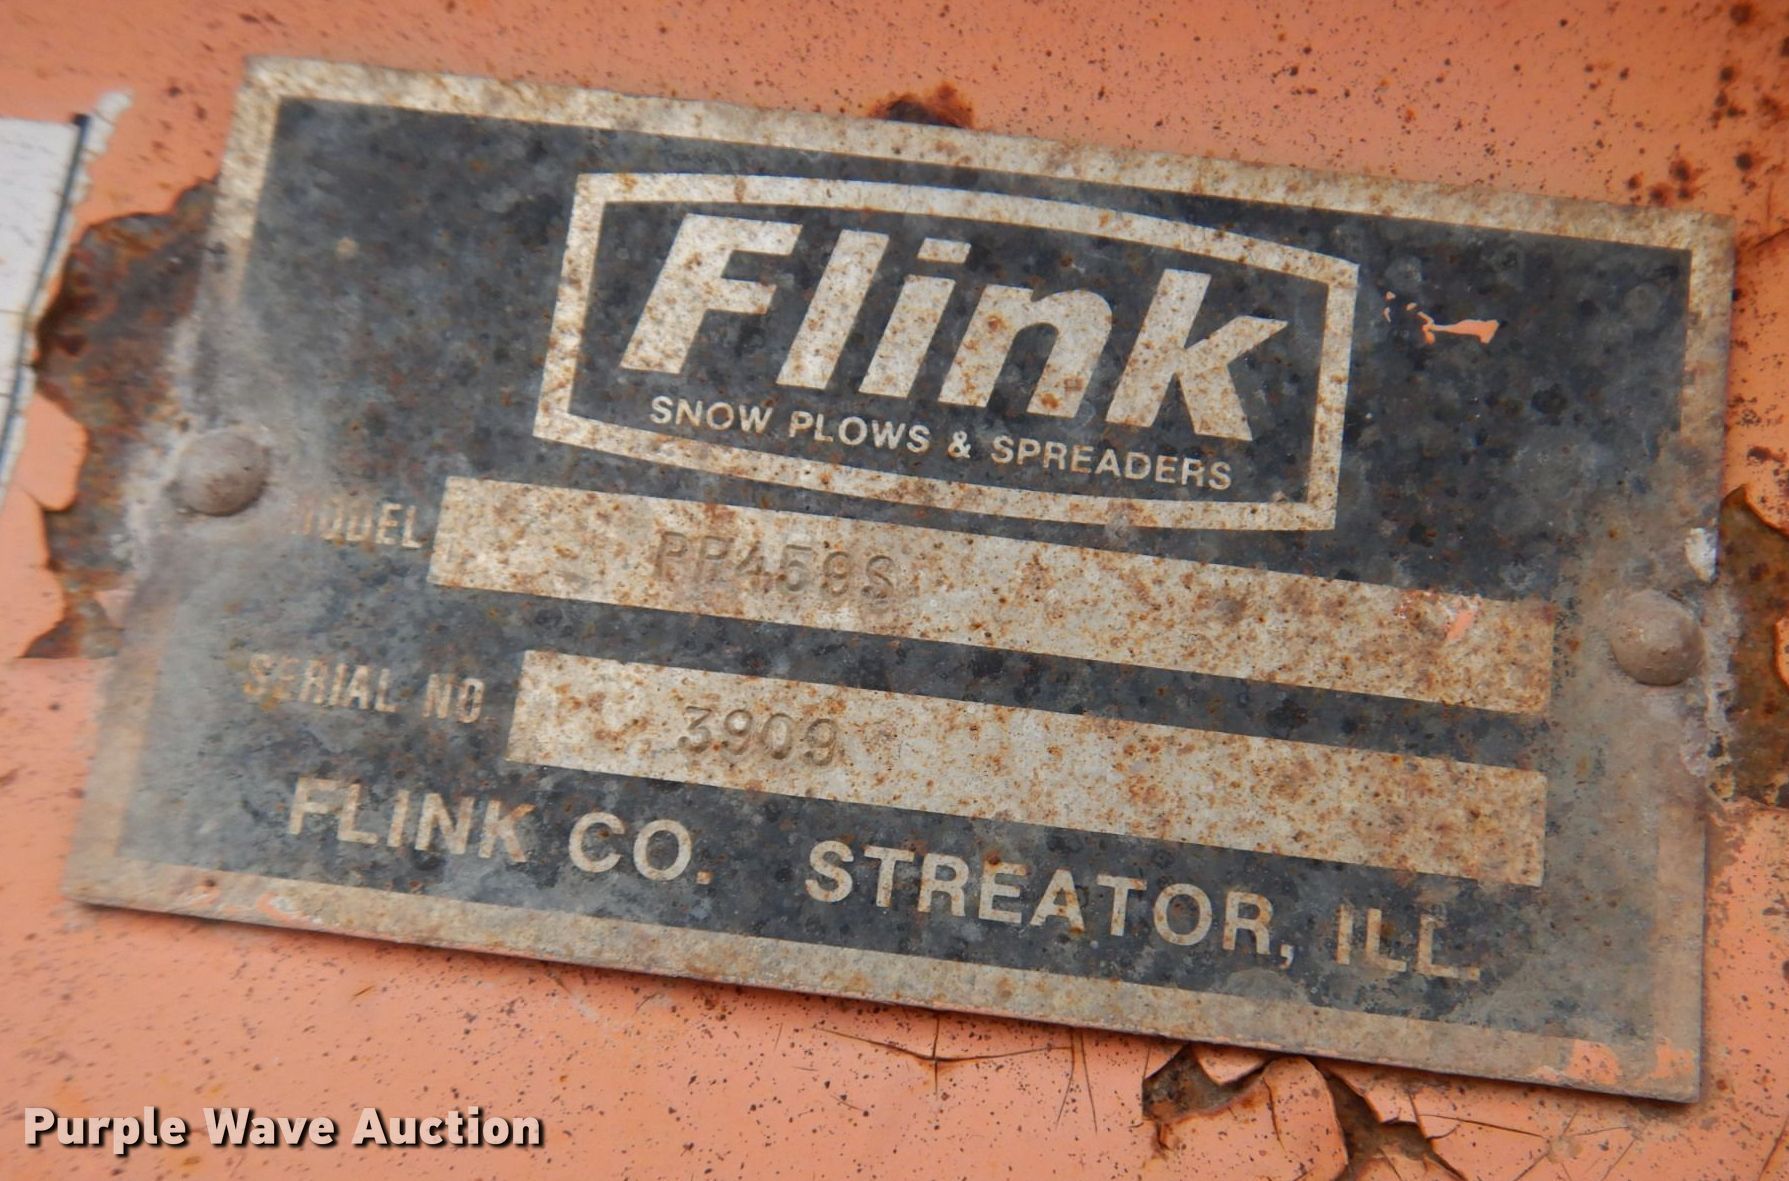 Flink
SNOW PLOWS & SPREADERS
MODEL PP459S
SERIAL NO 3909
FLINK CO. STREATOR, ILL.
Purple Wave Auction